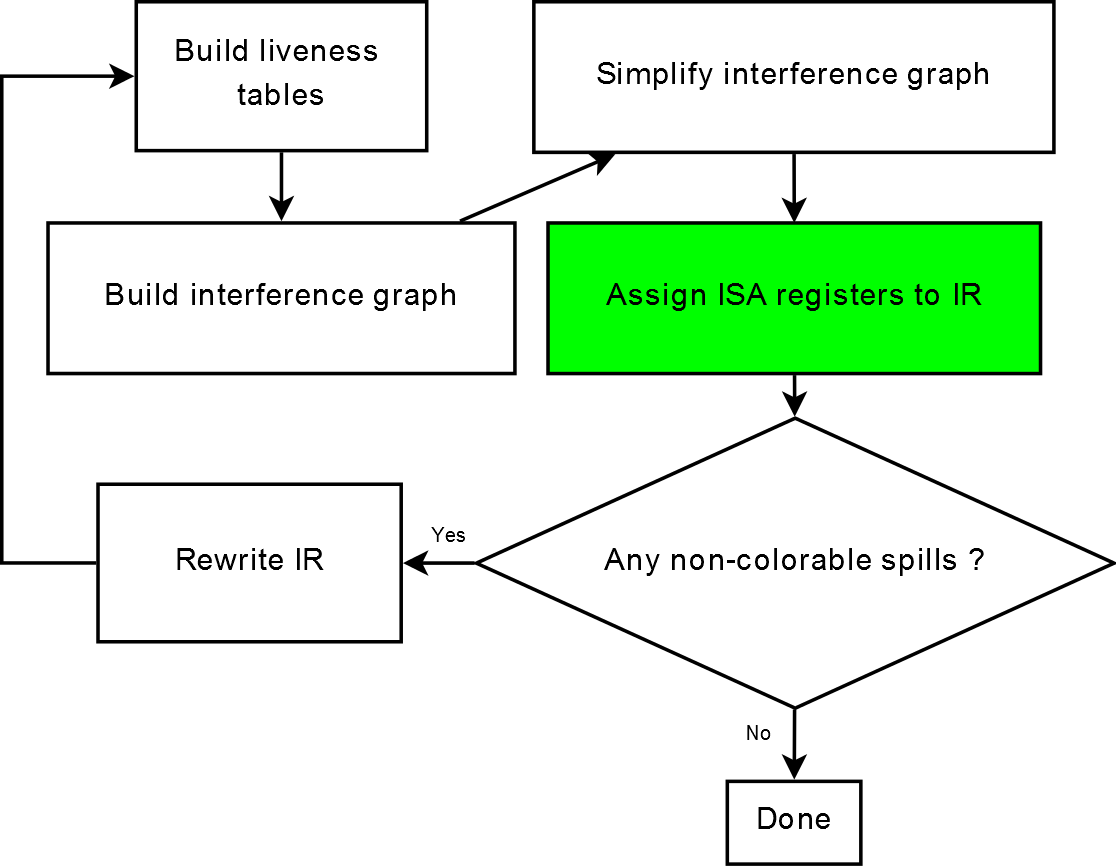 Build liveness
tables
Simplify interference graph
Build interference graph
Assign ISA registers to IR
Any non-colorable spills ?
Yes
Rewrite IR
No
Done